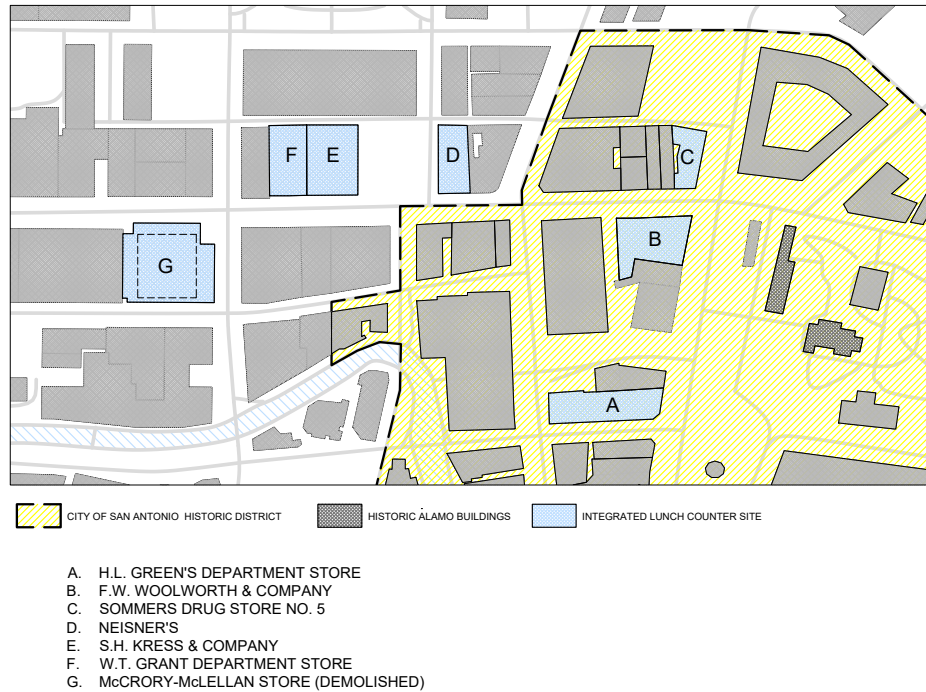 F E D C
B
G
A
CITY OF SAN ANTONIO HISTORIC DISTRICT HISTORIC ALAMO BUILDINGS INTEGRATED LUNCH COUNTER SITE
A. H.L. GREEN'S DEPARTMENT STORE
B. F.W. WOOLWORTH & COMPANY
C. SOMMERS DRUG STORE NO. 5
D. NEISNER'S
E. S.H. KRESS & COMPANY
F. W.T. GRANT DEPARTMENT STORE
G. McCRORY-McLELLAN STORE (DEMOLISHED)